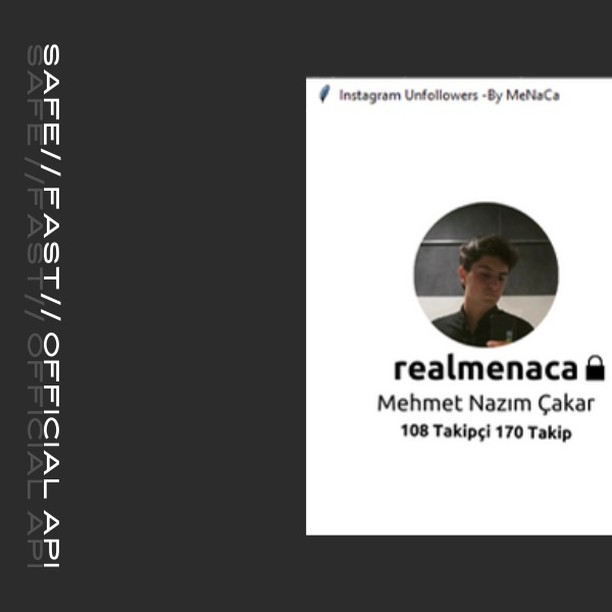 SAFE//FAST// OFFICIAL API
SAFE//FAST// OFFICIAL API
Instagram Unfollowers -By MeNaCa
realmenaca
Mehmet Nazım Çakar
108 Takipçi 170 Takip